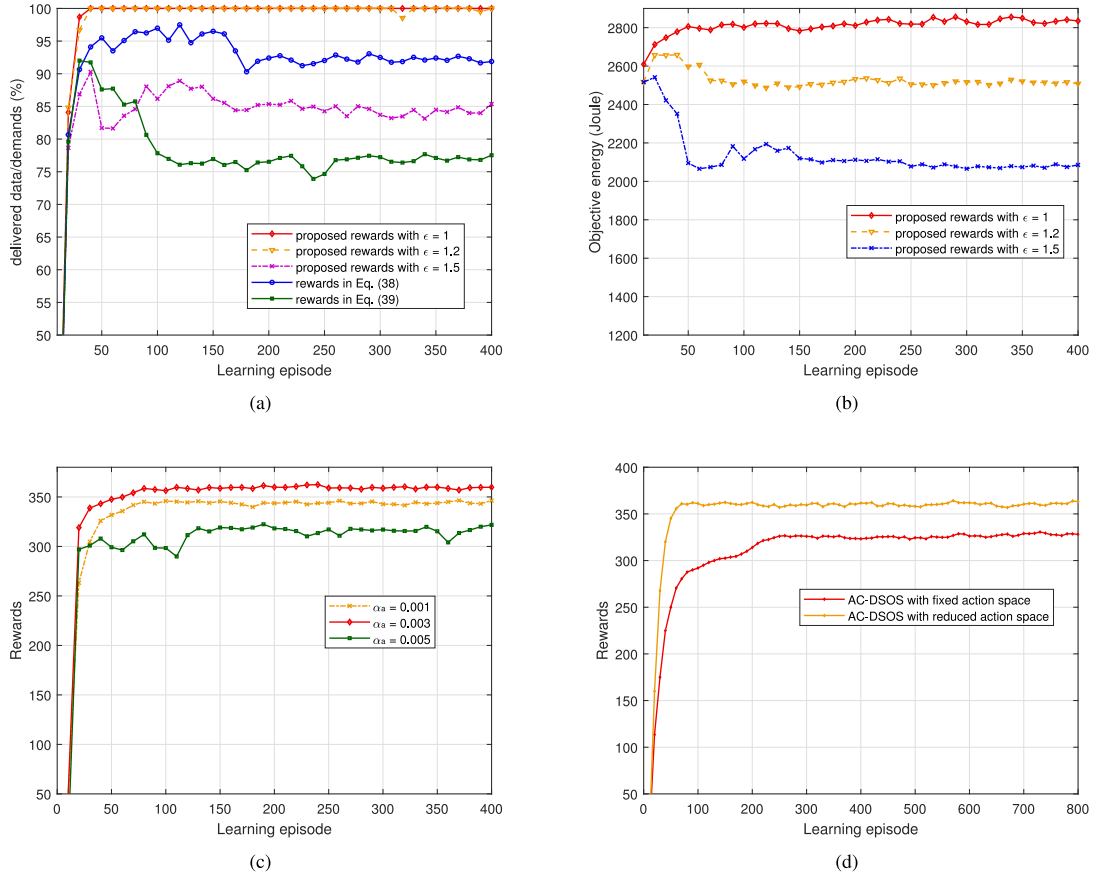 delivered data/demands (%)
100
95
90
85
80
75
70
65
60
55
50
50 100 150 200 250 300 350 400
Learning episode
proposed rewards with ϵ = 1
proposed rewards with ϵ = 1.2
proposed rewards with ϵ = 1.5
rewards in Eq. (38)
rewards in Eq. (39)
(a)
Objective energy (Joule)
2800
2600
2400
2200
2000
1800
1600
1400
1200
50 100 150 200 250 300 350 400
Learning episode
proposed rewards with ϵ = 1
proposed rewards with ϵ = 1.2
proposed rewards with ϵ = 1.5
(b)
Rewards
350
300
250
200
150
100
50
0 50 100 150 200 250 300 350 400
Learning episode
αa = 0.001
αa = 0.003
αa = 0.005
(c)
Rewards
400
350
300
250
200
150
100
50
0 100 200 300 400 500 600 700 800
Learning episode
AC-DSOS with fixed action space
AC-DSOS with reduced action space
(d)